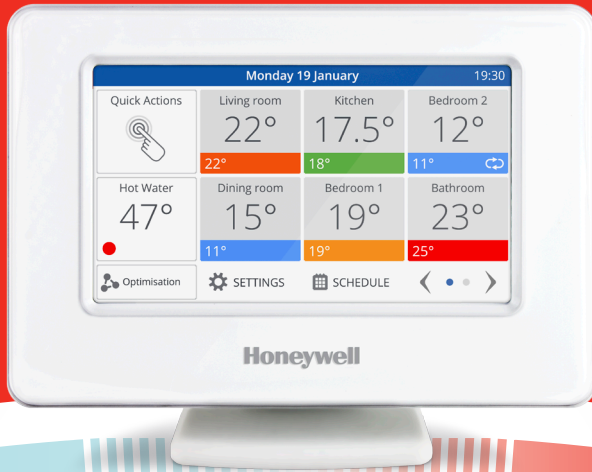 Monday 19 January 19:30
Quick Actions
Living room
22°
22°
Kitchen
17.5°
18°
Bedroom 2
12°
11°
Hot Water
47°
Dining room
15°
11°
Bedroom 1
19°
19°
Bathroom
23°
25°
Optimisation
SETTINGS
SCHEDULE
Honeywell